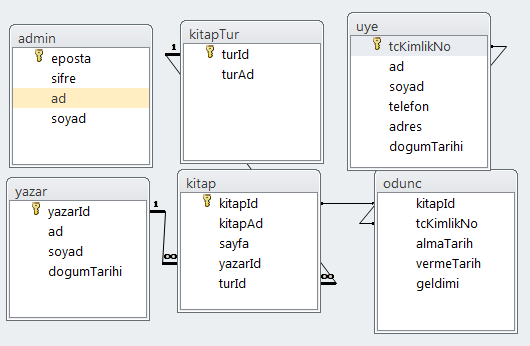 admin
eposta
sifre
ad
soyad
kitapTur
turId
turAd
1
uye
tcKimlikNo
ad
soyad
telefon
adres
dogumTarihi
yazar
yazarId
ad
soyad
dogumTarihi
1
∞
kitap
kitapId
kitapAd
sayfa
yazarId
turId
∞
odunc
kitapId
tcKimlikNo
almaTarih
vermeTarih
geldimi